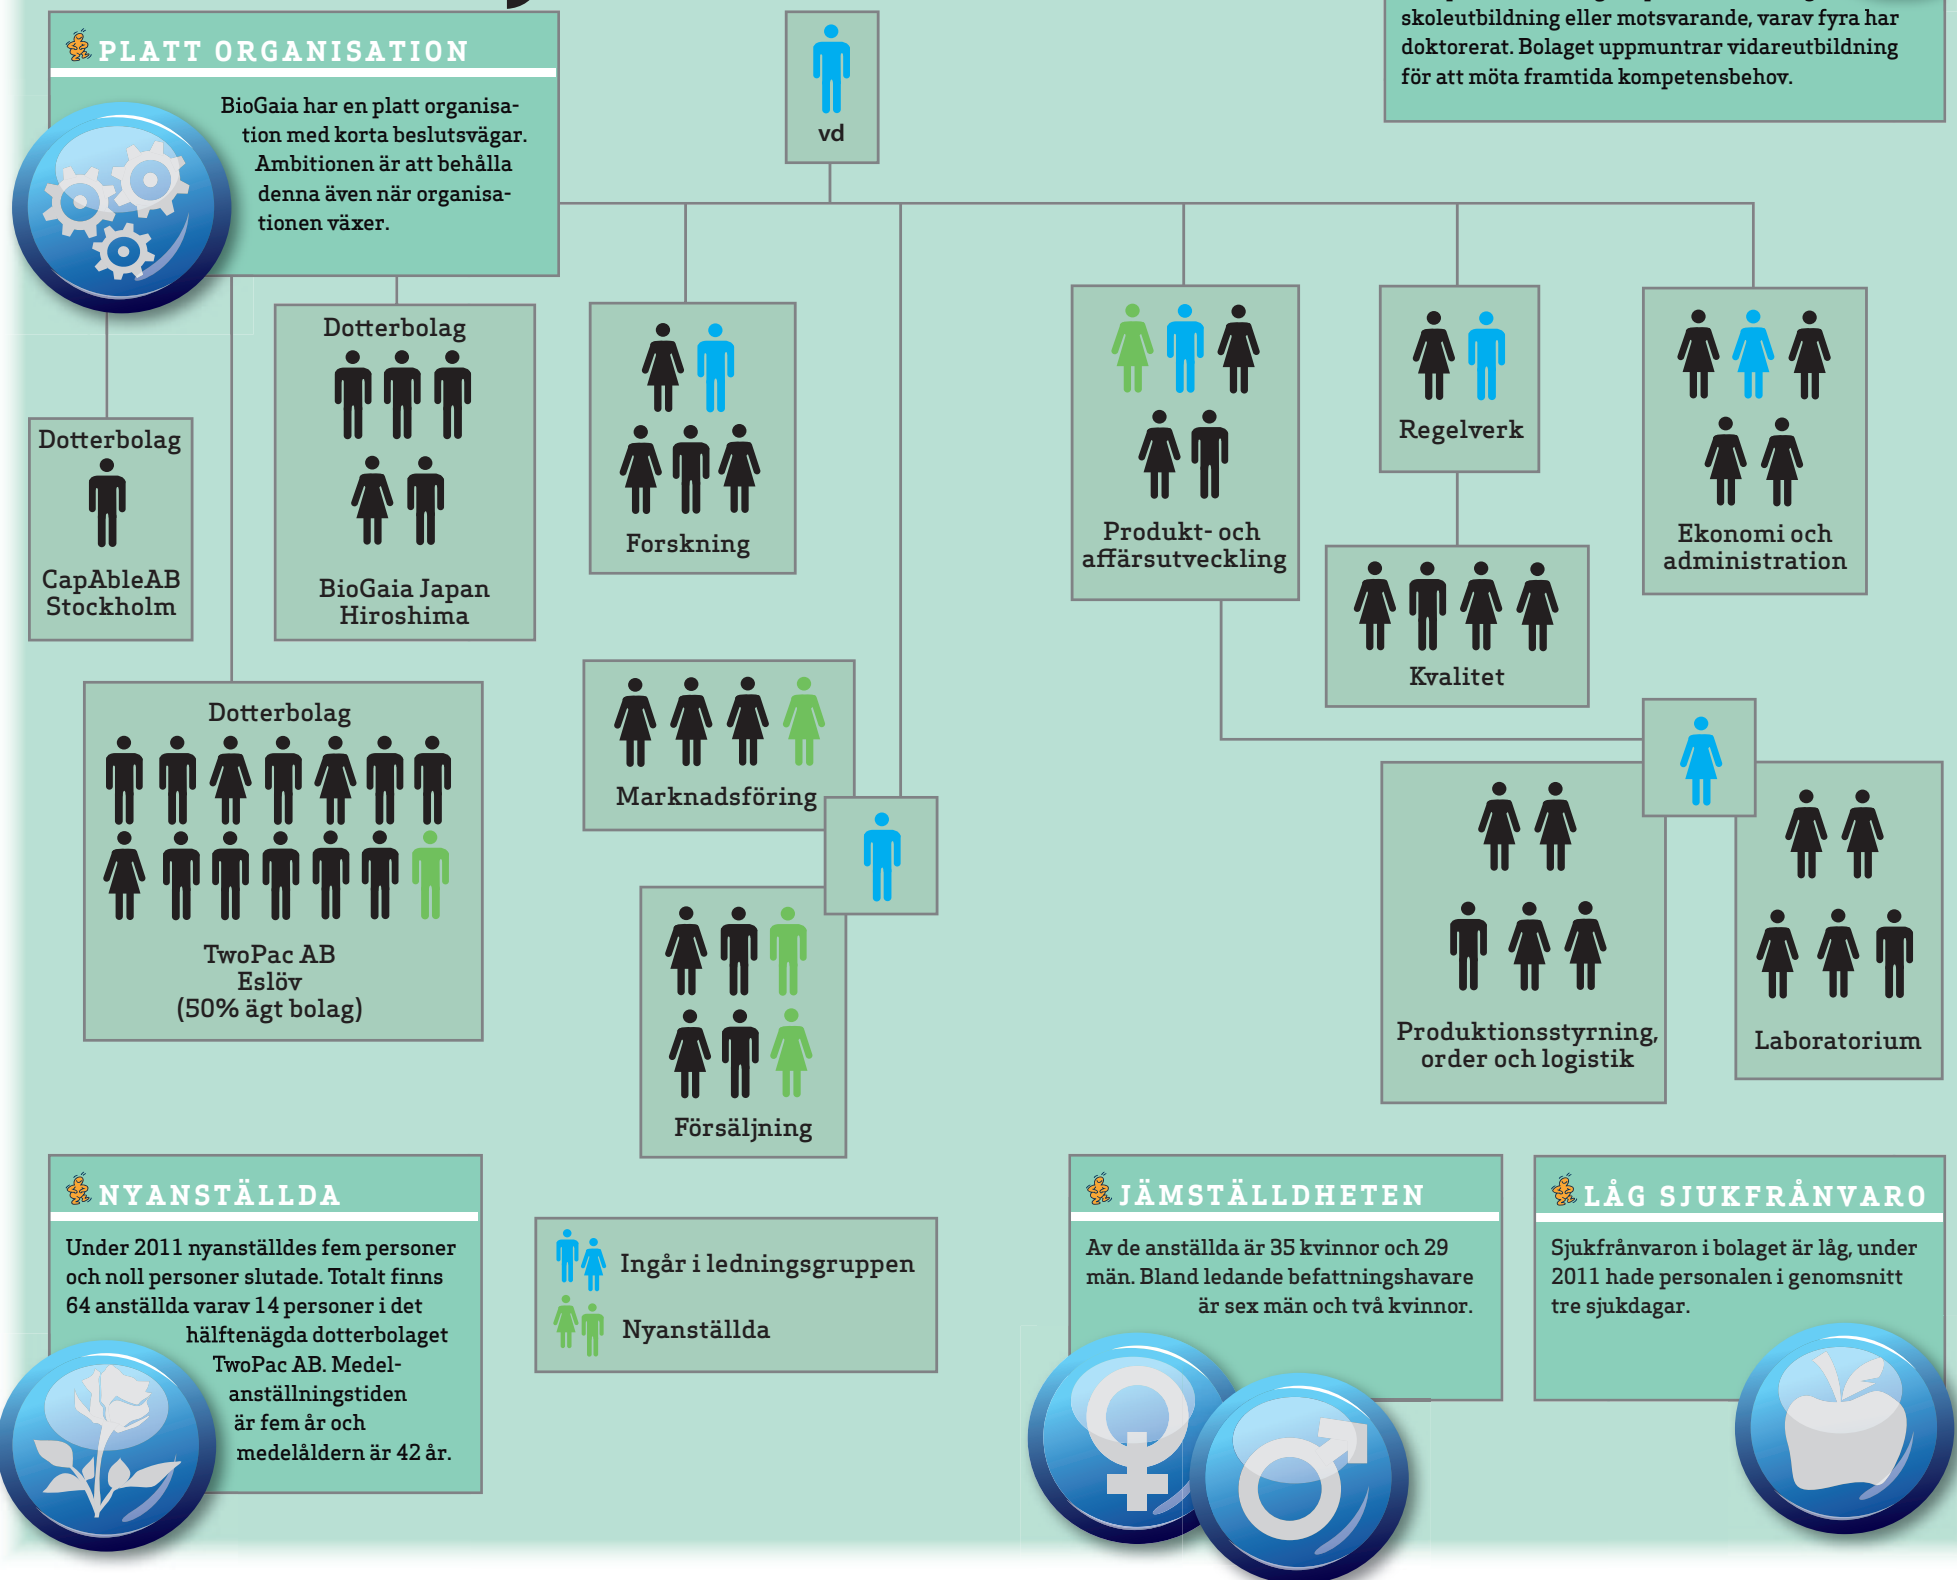 PLATT ORGANISATION
BioGaia har en platt organisa-
tion med korta beslutsvägar.
Ambitionen är att behålla
denna även när organisa-
tionen växer.
vd
skoleutbildning eller motsvarande, varav fyra har
doktorerat. Bolaget uppmuntrar vidareutbildning
för att möta framtida kompetensbehov.
Dotterbolag
CapAbleAB
Stockholm
Dotterbolag
BioGaia Japan
Hiroshima
Forskning
Produkt- och
affärsutveckling
Regelverk
Kvalitet
Ekonomi och
administration
Dotterbolag
TwoPac AB
Eslöv
(50% ägt bolag)
Marknadsföring
Försäljning
Produktionsstyrning,
order och logistik
Laboratorium
NYANSTÄLLDA
Under 2011 nyanställdes fem personer
och noll personer slutade. Totalt finns
64 anställda varav 14 personer i det
hälftenägda dotterbolaget
TwoPac AB. Medel-
anställningstiden
är fem år och
medelåldern är 42 år.
Ingår i ledningsgruppen
Nyanställda
JÄMSTÄLLDHETEN
Av de anställda är 35 kvinnor och 29
män. Bland ledande befattningshavare
är sex män och två kvinnor.
LÅG SJUKFRÅNVARO
Sjukfrånvaron i bolaget är låg, under
2011 hade personalen i genomsnitt
tre sjukdagar.